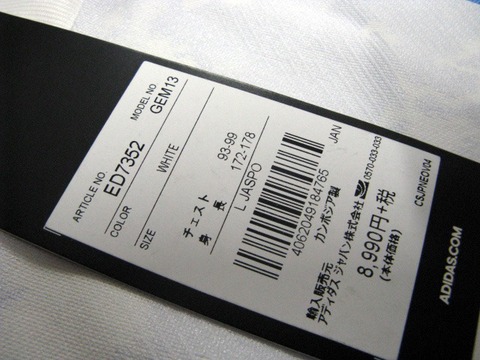 ARTICLE NO MODEL NO
ED7352 GEM13
COLOR WHITE
SIZE
チェスト 93-99
身 長 172-178
L JASPO
4062049184765 JAN
カンボジア製
輸入販売元
アディダス ジャパン株式会社 0570-033-033
8,990円+税
(本体価格)
CSJPNEDV04
ADIDAS.COM